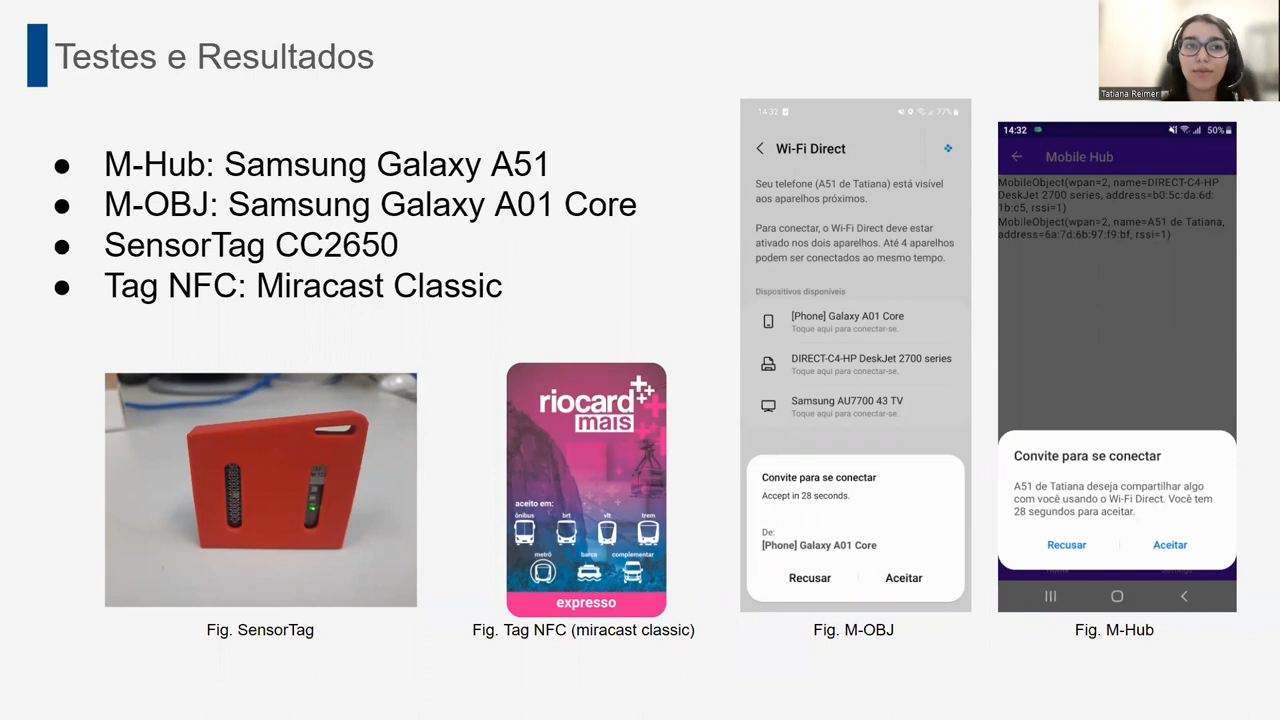 Testes e Resultados
Tatiana Reimer
● M-Hub: Samsung Galaxy A51
● M-OBJ: Samsung Galaxy A01 Core
● SensorTag CC2650
● Tag NFC: Miracast Classic
Fig. SensorTag
riocard
mais
aceito em:
ônibus brt vlt trem
metrô barca complementar
expresso
Fig. Tag NFC (miracast classic)
14:32 77%
Wi-Fi Direct
Seu telefone (A51 de Tatiana) está visível
aos aparelhos próximos.
Para conectar, o Wi-Fi Direct deve estar
ativado nos dois aparelhos. Até 4 aparelhos
podem ser conectados ao mesmo tempo.
Dispositivos disponíveis
[Phone] Galaxy A01 Core
Toque aqui para conectar-se.
DIRECT-C4-HP DeskJet 2700 series
Toque aqui para conectar-se.
Samsung AU7700 43 TV
Toque aqui para conectar-se.
Convite para se conectar
Accept in 28 seconds.
De:
[Phone] Galaxy A01 Core
Recusar Aceitar
Fig. M-OBJ
14:32 50%
Mobile Hub
MobileObject(wpan=2, name=DIRECT-C4-HP
DeskJet 2700 series, address=b0:5c:da:6d:
1b:c5, rssi=1)
MobileObject(wpan=2, name=A51 de Tatiana,
address=6a:7d:6b:97:f9:bf, rssi=1)
Convite para se conectar
A51 de Tatiana deseja compartilhar algo
com você usando o Wi-Fi Direct. Você tem
28 segundos para aceitar.
Recusar Aceitar
Fig. M-Hub